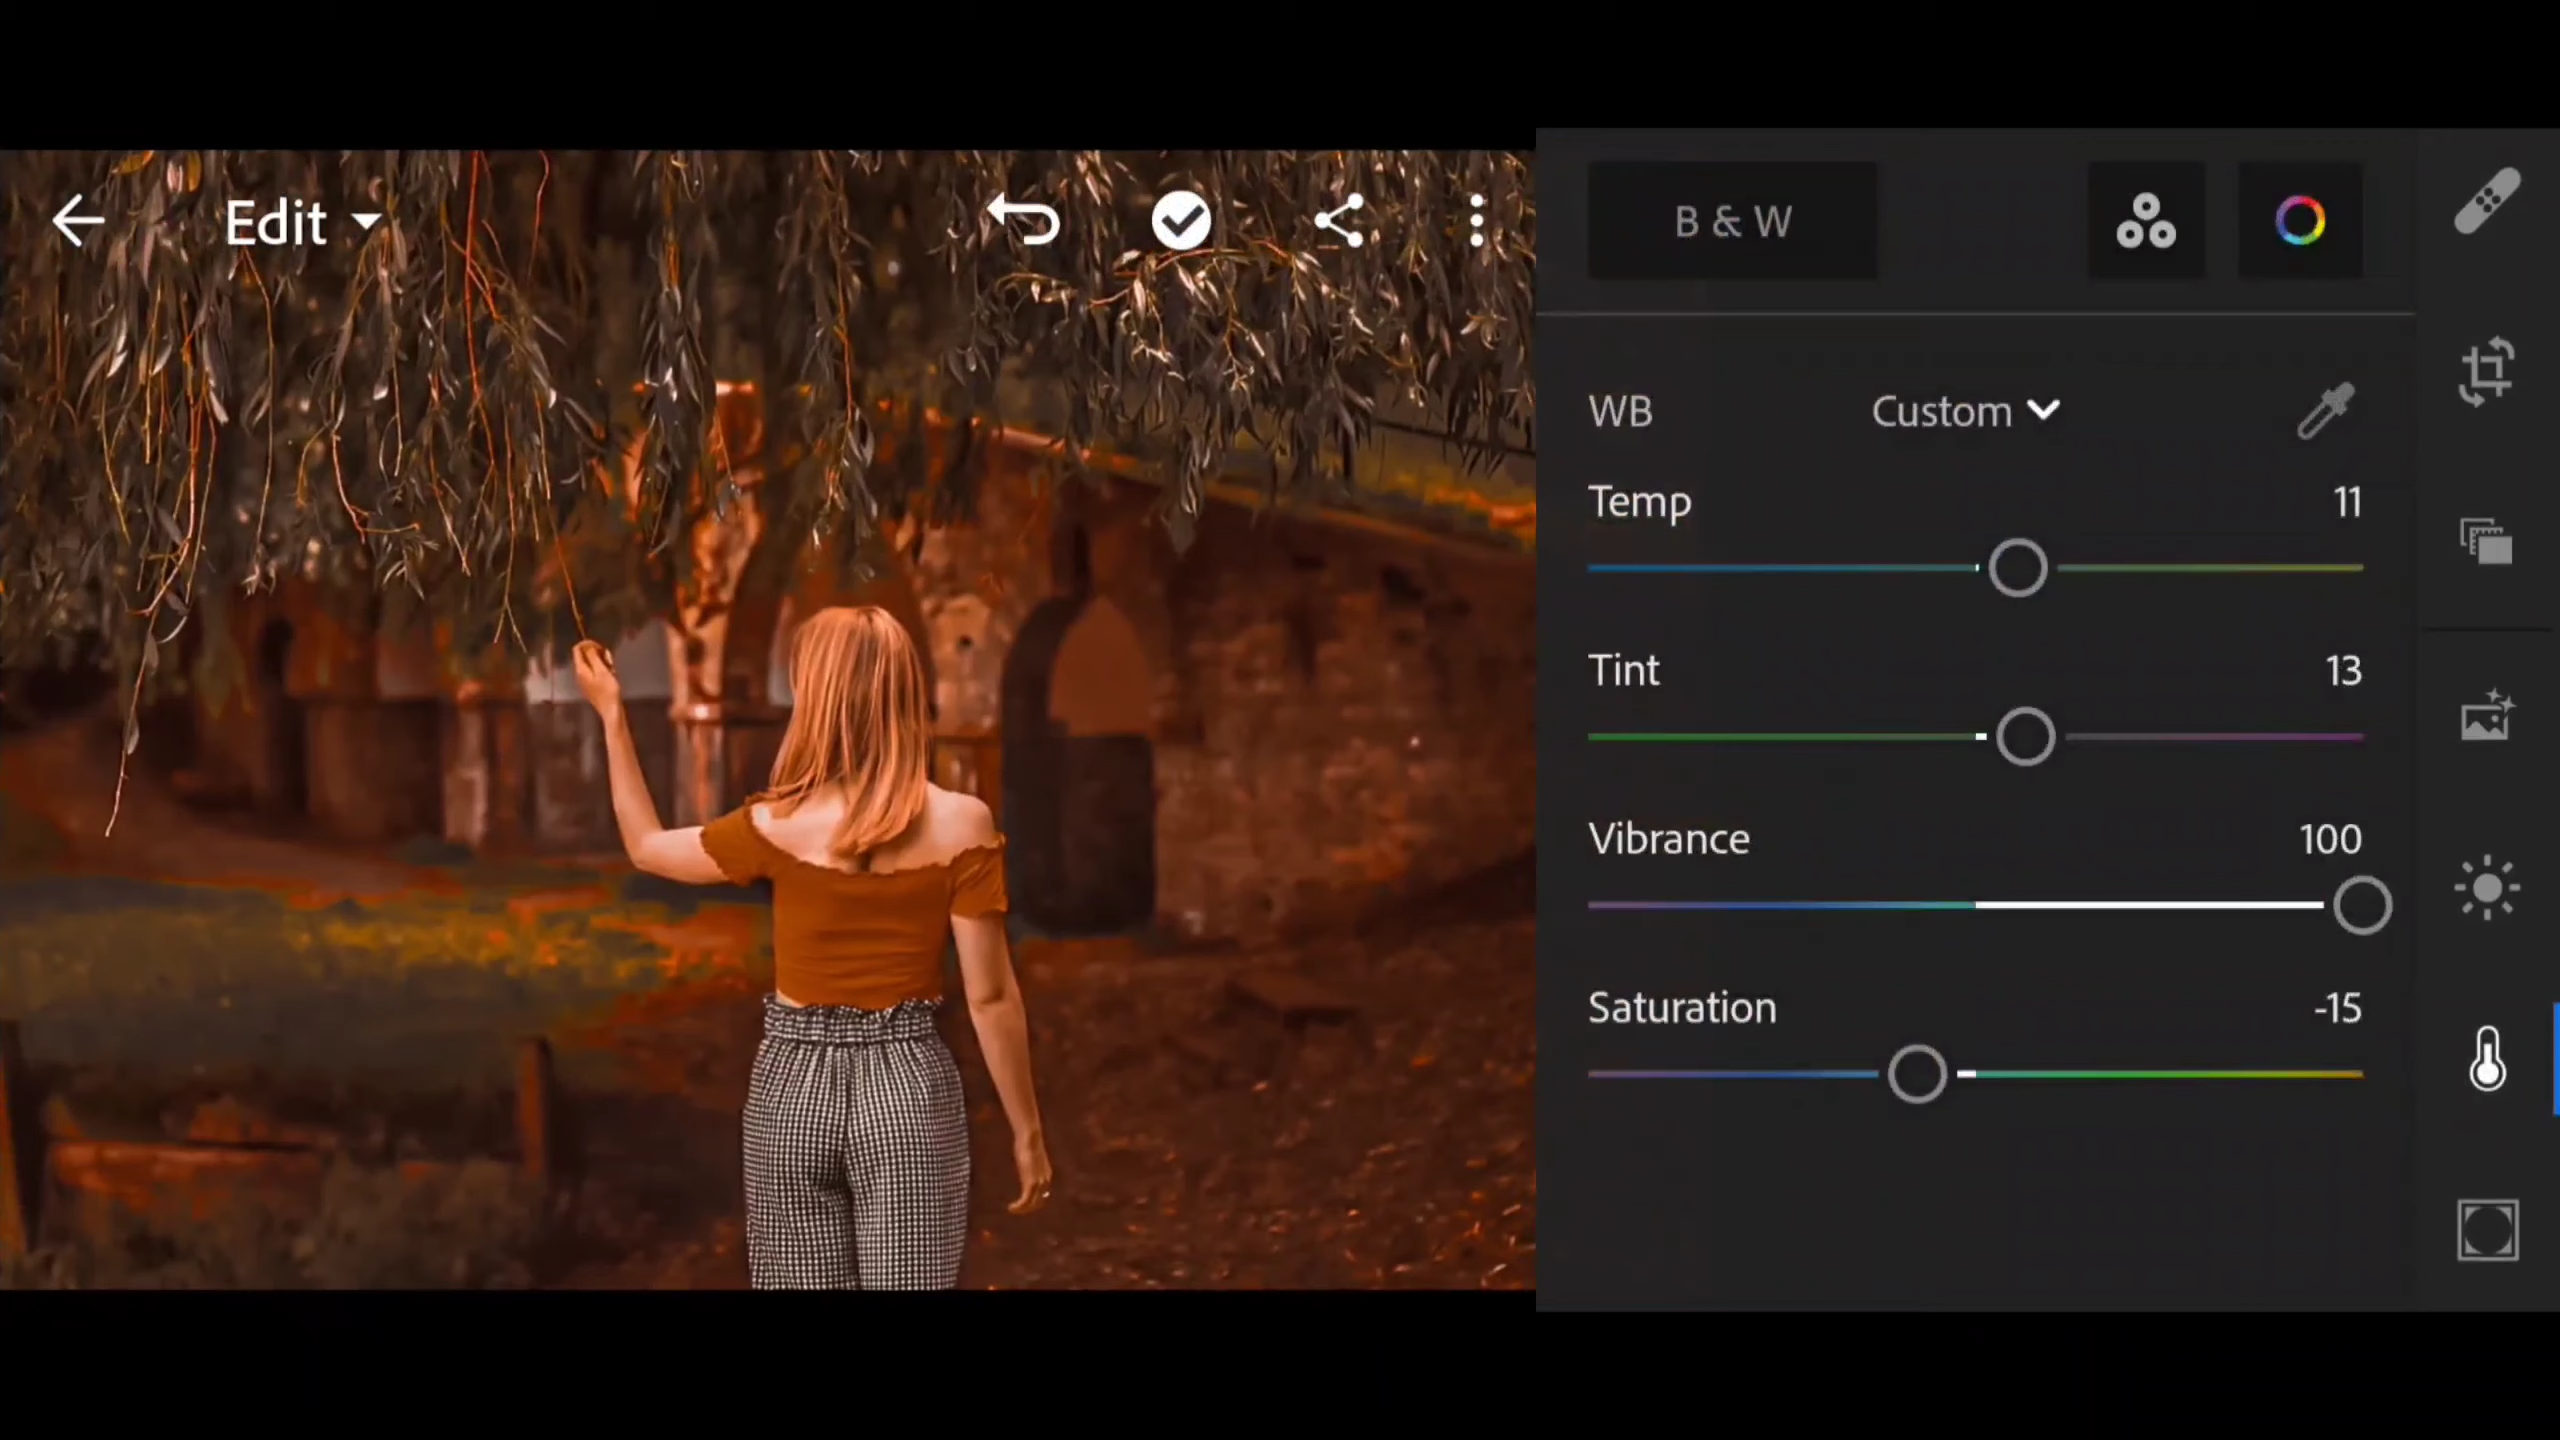 Edit
B & W
WB Custom
Temp 11
Tint 13
Vibrance 100
Saturation -15